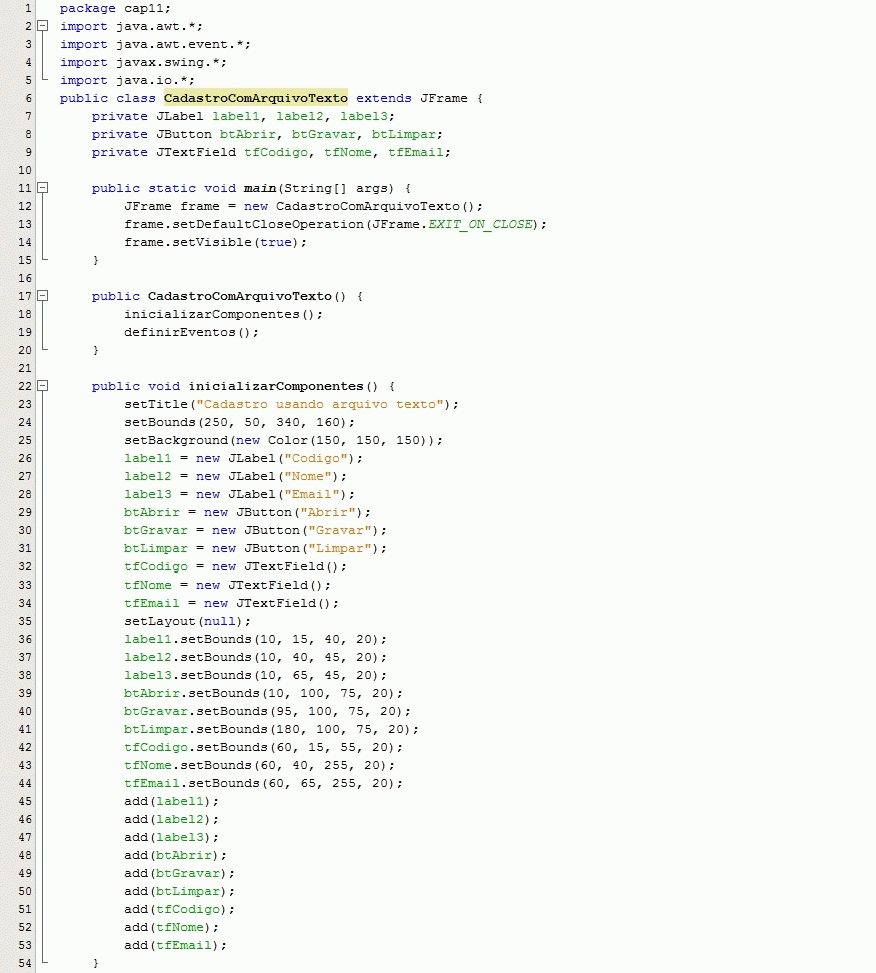 1 package cap11;
2 import java.awt.*;
3 import java.awt.event.*;
4 import javax.swing.*;
5 import java.io.*;
6 public class CadastroComArquivoTexto extends JFrame {
7     private JLabel label1, label2, label3;
8     private JButton btAbrir, btGravar, btLimpar;
9     private JTextField tfCodigo, tfNome, tfEmail;
10
11     public static void main(String[] args) {
12         JFrame frame = new CadastroComArquivoTexto();
13         frame.setDefaultCloseOperation(JFrame.EXIT_ON_CLOSE);
14         frame.setVisible(true);
15     }
16
17     public CadastroComArquivoTexto() {
18         inicializarComponentes();
19         definirEventos();
20     }
21
22     public void inicializarComponentes() {
23         setTitle("Cadastro usando arquivo texto");
24         setBounds(250, 50, 340, 160);
25         setBackground(new Color(150, 150, 150));
26         label1 = new JLabel("Codigo");
27         label2 = new JLabel("Nome");
28         label3 = new JLabel("Email");
29         btAbrir = new JButton("Abrir");
30         btGravar = new JButton("Gravar");
31         btLimpar = new JButton("Limpar");
32         tfCodigo = new JTextField();
33         tfNome = new JTextField();
34         tfEmail = new JTextField();
35         setLayout(null);
36         label1.setBounds(10, 15, 40, 20);
37         label2.setBounds(10, 40, 45, 20);
38         label3.setBounds(10, 65, 45, 20);
39         btAbrir.setBounds(10, 100, 75, 20);
40         btGravar.setBounds(95, 100, 75, 20);
41         btLimpar.setBounds(180, 100, 75, 20);
42         tfCodigo.setBounds(60, 15, 55, 20);
43         tfNome.setBounds(60, 40, 255, 20);
44         tfEmail.setBounds(60, 65, 255, 20);
45         add(label1);
46         add(label2);
47         add(label3);
48         add(btAbrir);
49         add(btGravar);
50         add(btLimpar);
51         add(tfCodigo);
52         add(tfNome);
53         add(tfEmail);
54     }